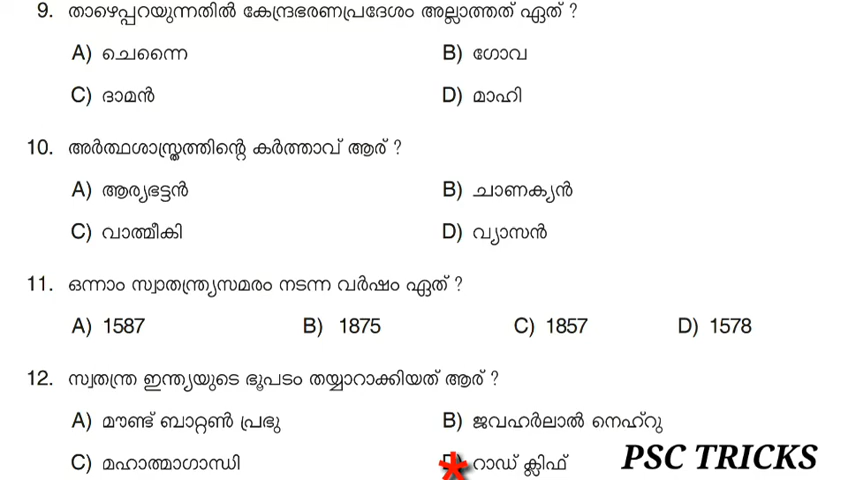 9. താഴെപ്പറയുന്നതിൽ കേന്ദ്രഭരണപ്രദേശം അല്ലാത്തത് ഏത് ?
A) ചെന്നൈ B) ഗോവ
C) ദാമൻ D) മാഹി
10. അർത്ഥശാസ്ത്രത്തിന്റെ കർത്താവ് ആര് ?
A) ആര്യഭട്ടൻ B) ചാണക്യൻ
C) വാത്മീകി D) വ്യാസൻ
11. ഒന്നാം സ്വാതന്ത്ര്യസമരം നടന്ന വർഷം ഏത് ?
A) 1587 B) 1875 C) 1857 D) 1578
12. സ്വതന്ത്ര ഇന്ത്യയുടെ ഭൂപടം തയ്യാറാക്കിയത് ആര് ?
A) മൗണ്ട് ബാറ്റൺ പ്രഭു B) ജവഹർലാൽ നെഹ്റു
C) മഹാത്മാഗാന്ധി D) റാഡ് ക്ലിഫ്
PSC TRICKS